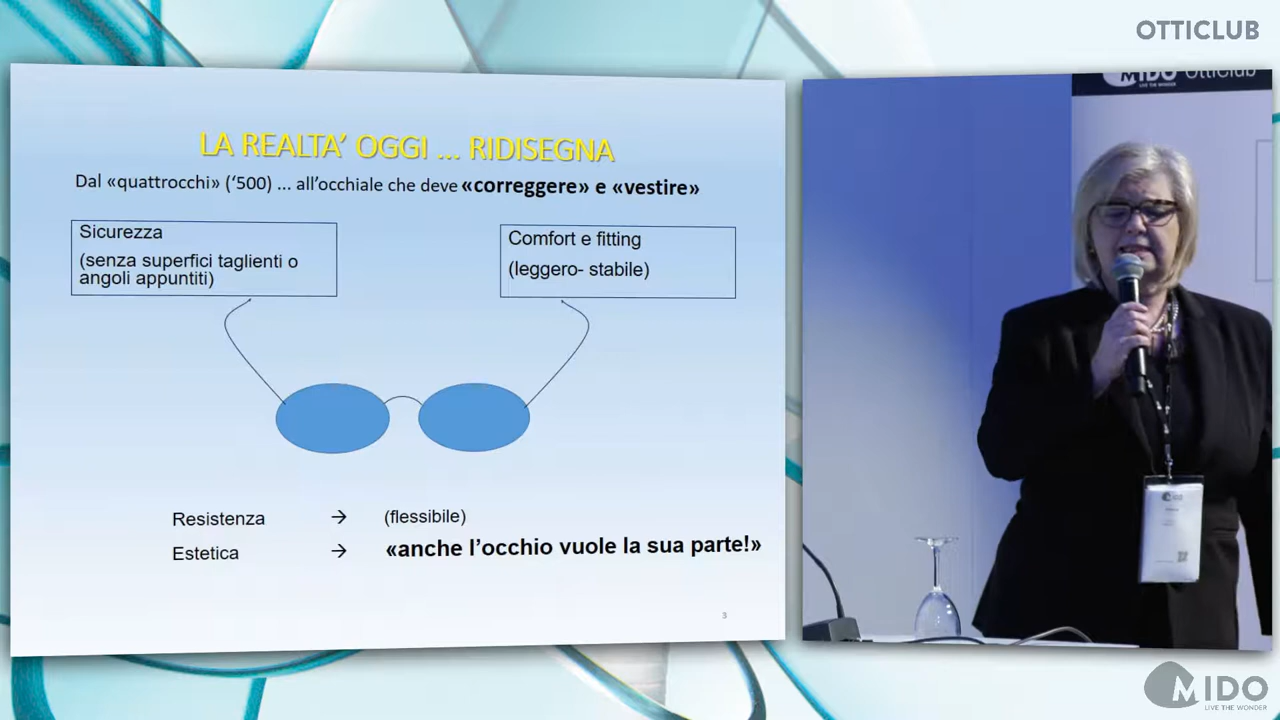 OTTICLUB
LA REALTA’ OGGI ... RIDISEGNA
Dal «quattrocchi» (‘500) ... all’occhiale che deve «correggere» e «vestire»
Sicurezza
(senza superfici taglienti o
angoli appuntiti)
Comfort e fitting
(leggero- stabile)
Resistenza → (flessibile)
Estetica → «anche l’occhio vuole la sua parte!»
3
MIDO OttiClub
LIVE THE WONDER
MIDO
LIVE THE WONDER